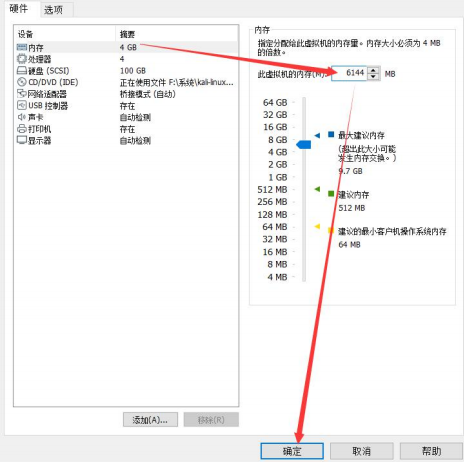 硬件 选项
设备 摘要
内存 4 GB
处理器 4
硬盘 (SCSI) 100 GB
CD/DVD (IDE) 正在使用文件 F:\系统\kali-linux...
网络适配器 桥接模式 (自动)
USB 控制器 存在
声卡 自动检测
打印机 存在
显示器 自动检测
添加(A)... 移除(R)
内存
指定分配给此虚拟机的内存量。内存大小必须为 4 MB
的倍数。
此虚拟机的内存(M): 6144 MB
64 GB
32 GB
16 GB
8 GB
4 GB
2 GB
1 GB
512 MB
256 MB
128 MB
64 MB
32 MB
16 MB
8 MB
4 MB
最大建议内存
(超出此大小可能
发生内存交换。)
9.7 GB
建议内存
512 MB
建议的最小客户机操作系统内存
64 MB
确定 取消 帮助